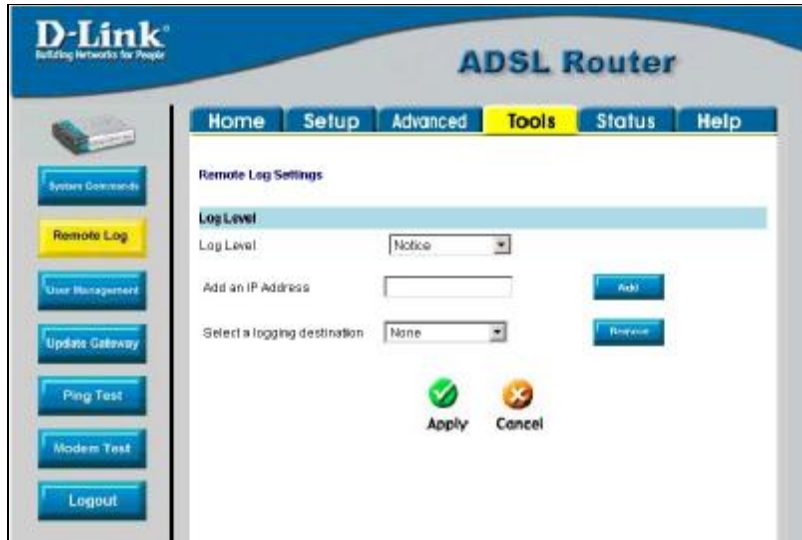 D-Link
Building Networks for People
ADSL Router
Home Setup Advanced Tools Status Help
System Commands
Remote Log
User Management
Update Gateway
Ping Test
Modem Test
Logout
Remote Log Settings
Log Level
Log Level Notice
Add an IP Address Add
Select a logging destination None Remove
Apply Cancel